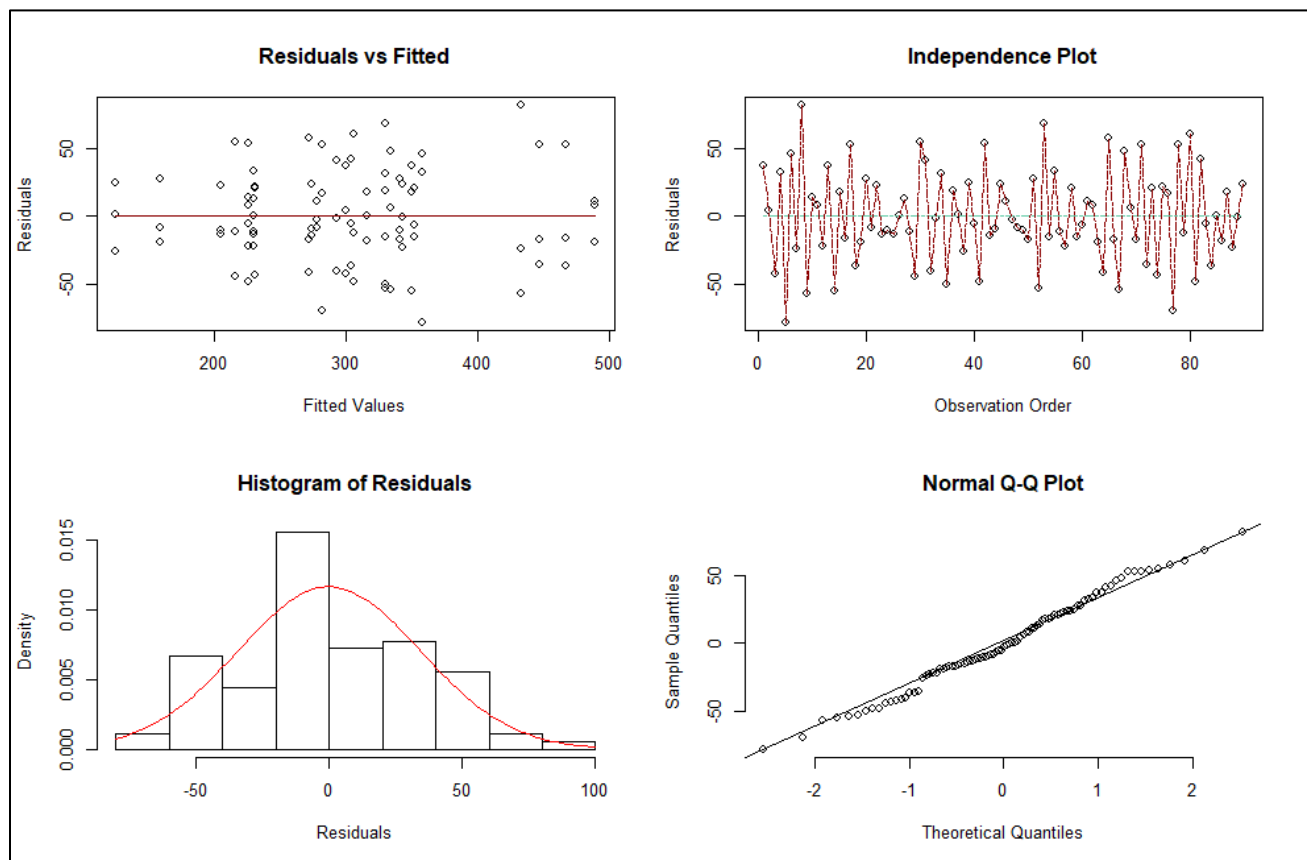 Residuals vs Fitted
Residuals
50
0
-50
200
300
400
500
Fitted Values
Independence Plot
Residuals
50
0
-50
0
20
40
60
80
Observation Order
Histogram of Residuals
Density
0.015
0.010
0.005
0.000
-50
0
50
100
Residuals
Normal Q-Q Plot
Sample Quantiles
50
0
-50
-2
-1
0
1
2
Theoretical Quantiles